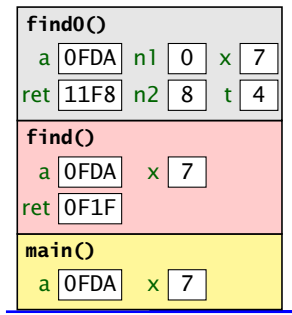 find0()
a 0FDA n1 0 x 7
ret 11F8 n2 8 t 4
find()
a 0FDA x 7
ret 0F1F
main()
a 0FDA x 7